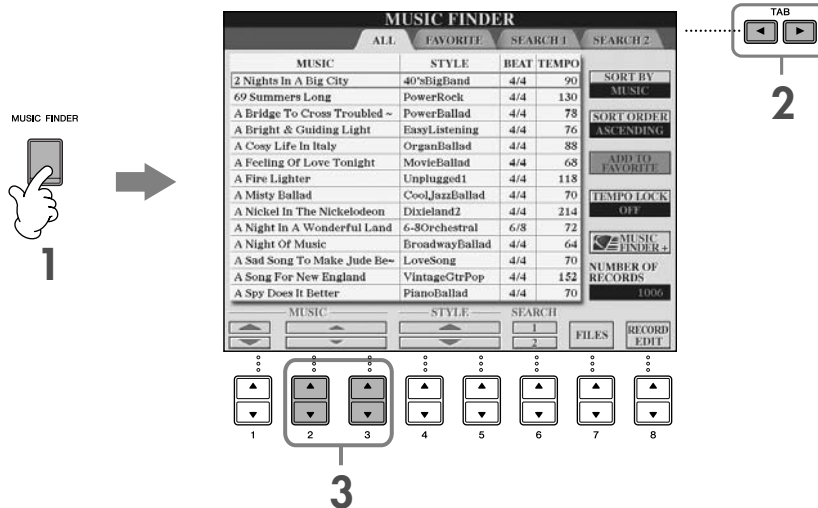 MUSIC FINDER
ALL FAVORITE SEARCH 1 SEARCH 2
TAB
2
MUSIC STYLE BEAT TEMPO
2 Nights In A Big City 40'sBigBand 4/4 90
69 Summers Long PowerRock 4/4 130
A Bridge To Cross Troubled ~ PowerBallad 4/4 78
A Bright & Guiding Light EasyListening 4/4 76
A Cosy Life In Italy OrganBallad 4/4 88
A Feeling Of Love Tonight MovieBallad 4/4 68
A Fire Lighter Unplugged1 4/4 118
A Misty Ballad CoolJazzBallad 4/4 70
A Nickel In The Nickelodeon Dixieland2 4/4 214
A Night In A Wonderful Land 6-8Orchestral 6/8 72
A Night Of Music BroadwayBallad 4/4 64
A Sad Song To Make Jude Be~ LoveSong 4/4 70
A Song For New England VintageGtrPop 4/4 152
A Spy Does It Better PianoBallad 4/4 70
SORT BY
MUSIC
SORT ORDER
ASCENDING
ADD TO
FAVORITE
TEMPO LOCK
OFF
MUSIC
FINDER+
NUMBER OF
RECORDS
1006
MUSIC STYLE SEARCH
1
2
FILES
RECORD
EDIT
MUSIC FINDER
1
1 2 3 4 5 6 7 8
3